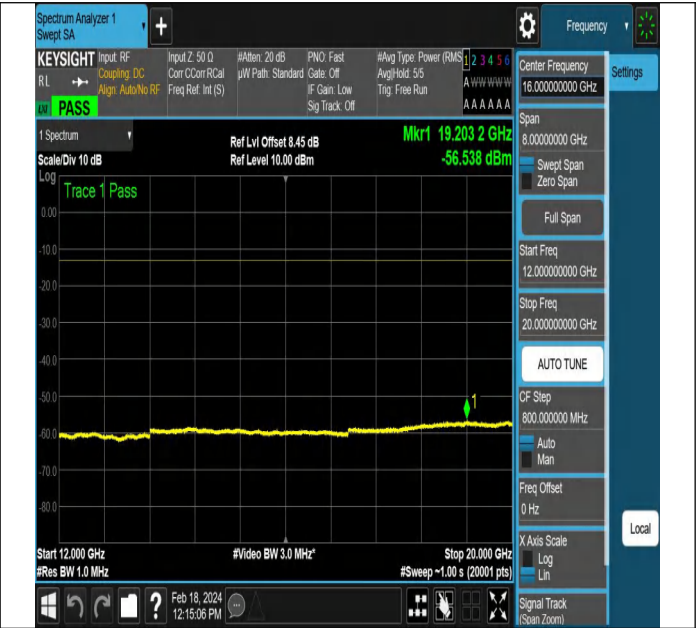 Spectrum Analyzer 1
Swept SA
+
Frequency
KEYSIGHT
RL
PASS
Input: RF
Coupling: DC
Align: Auto/No RF
Input Z: 50 Ω
Corr CCorr RCal
Freq Ref: Int (S)
#Atten: 20 dB
µW Path: Standard
PNO: Fast
Gate: Off
IF Gain: Low
Sig Track: Off
#Avg Type: Power (RMS
Avg|Hold: 5/5
Trig: Free Run
1 2 3 4 5 6
A W W W W W
A A A A A A
1 Spectrum
Scale/Div 10 dB
Ref Lvl Offset 8.45 dB
Ref Level 10.00 dBm
Mkr1 19.203 2 GHz
-56.538 dBm
Log
Trace 1 Pass
0.00
-10.0
-20.0
-30.0
-40.0
-50.0
-60.0
-70.0
-80.0
1
Start 12.000 GHz
#Res BW 1.0 MHz
#Video BW 3.0 MHz*
Stop 20.000 GHz
#Sweep ~1.00 s (20001 pts)
?
Feb 18, 2024
12:15:06 PM
Center Frequency
16.000000000 GHz
Settings
Span
8.00000000 GHz
Swept Span
Zero Span
Full Span
Start Freq
12.000000000 GHz
Stop Freq
20.000000000 GHz
AUTO TUNE
CF Step
800.000000 MHz
Auto
Man
Freq Offset
0 Hz
X Axis Scale
Log
Lin
Signal Track
(Span Zoom)
Local